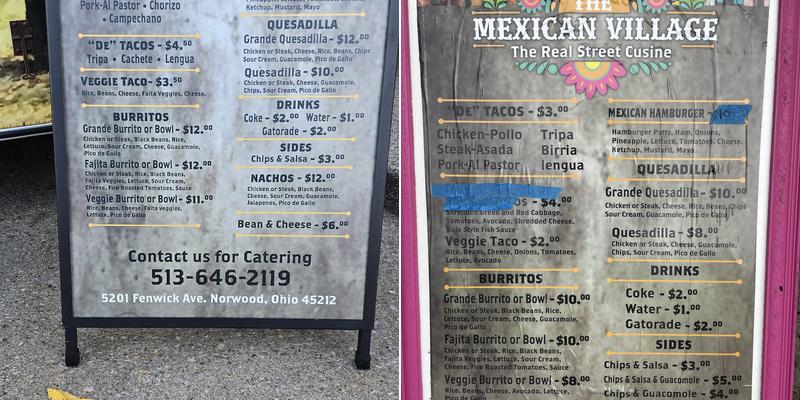 Pork-Al Pastor • Chorizo
• Campechano
"De" TACOS - $4.50
Tripa • Cachete • Lengua
VEGGIE TACO- $3.50
Rice, Beans, Cheese, Faita Veggies, Cheese,
BURRITOS
Grande Burrito or Bowl - $12.00
Chicken or Steak, Black Beans, Rice,
Lettuce, Sour Cream, Cheese, Guacamole,
Pico de Gallo
Fajita Burrito or Bowl - $12.00
Chicken or Steak, Rice, Black Beans,
Fajita Veggies, Lettuce, Sour Cream,
Cheese, Fire Roasted Tomatoes, Sauce
Veggie Burrito or Bowl - $11.00
Rice, Beans, Cheese, Faita veggies,
Lettuce, Pico de Gallo
Ketchup, Mustard, Mayo
QUESADILLA
Grande Quesadilla - $12.00
Chicken or Steak, Cheese, Rice, Beans, Chips
Sour Cream, Guacamole, Pico de Gallo
Quesadilla - $10.00
Chicken or Steak, Cheese, Guacamole,
Chips, Sour Cream, Pico de Gallo
DRINKS
Coke - $2.00 Water - $1.00
Gatorade - $2.00
SIDES
Chips & Salsa - $3.00
NACHOS - $12.00
Chicken or Steak, Black Beans,
Cheese, Sour Cream, Guacamole,
Jalapenos, Pico de Gallo
Bean & Cheese - $6.00
Contact us for Catering
513-646-2119
5201 Fenwick Ave. Norwood, Ohio 45212
THE
MEXICAN VILLAGE
The Real Street Cusine
"DE" TACOS - $3.00
Chicken-Pollo Tripa
Steak-Asada Birria
Pork-Al Pastor lengua
OS - $4.00
Shredded Green and Red Cabbage,
Tomatoes, Avocado, Shredded Cheese,
Baja Style Fish Sauce
Veggie Taco - $2.00
Rice, Beans, Cheese, Onions, Tomatoes,
Lettuce, Avocado
BURRITOS
Grande Burrito or Bowl - $10.00
Chicken or Steak, Black Beans, Rice,
Lettuce, Sour Cream, Cheese, Guacamole,
Pico de Gallo
Fajita Burrito or Bowl - $10.00
Chicken or Steak, Rice, Black Beans,
Fajita Veggies, Lettuce, Sour Cream,
Cheese, Fire Roasted Tomatoes, Sauce
Veggie Burrito or Bowl - $8.00
Rice, Beans, Cheese, Avocado, Lettuce,
Pico de Gallo
MEXICAN HAMBURGER -
Hamburger Patty, Ham, Onions,
Pineapple, Lettuce, Tomatoes, Cheese,
Ketchup, Mustard, Mayo
QUESADILLA
Grande Quesadilla - $10.00
Chicken or Steak, Cheese, Rice, Beans, Chips
Sour Cream, Guacamole, Pico de Gallo
Quesadilla - $8.00
Chicken or Steak, Cheese, Guacamole,
Chips, Sour Cream, Pico de Gallo
DRINKS
Coke - $2.00
Water - $1.00
Gatorade - $2.00
SIDES
Chips & Salsa - $3.00
Chips & Salsa & Guacomole - $5.00
Chips & Guacomole - $4.00